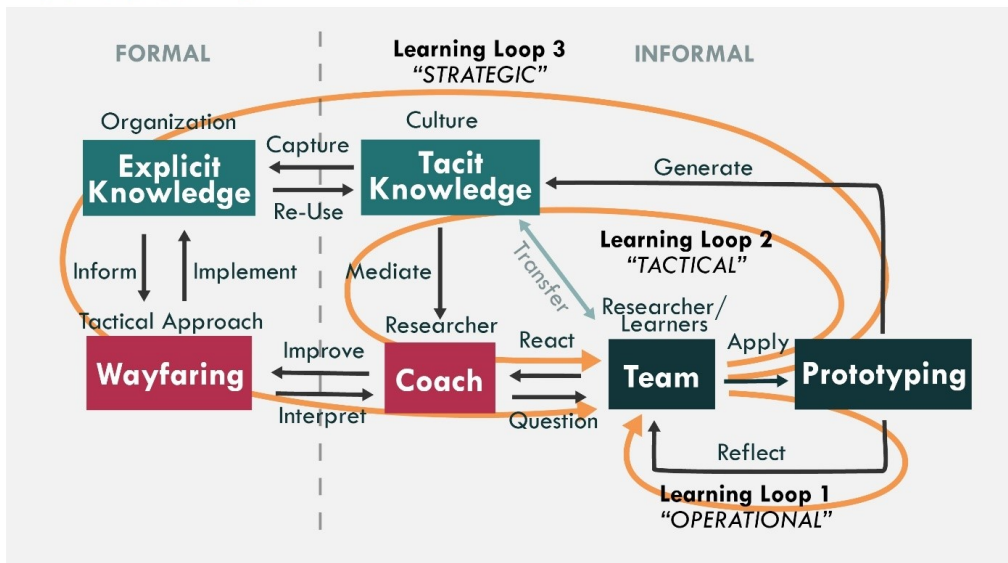 FORMAL
Learning Loop 3
“STRATEGIC”
INFORMAL
Organization
Explicit
Knowledge
Capture
Re-Use
Culture
Tacit
Knowledge
Generate
Inform
Implement
Mediate
Transfer
Learning Loop 2
“TACTICAL”
Tactical Approach
Wayfaring
Improve
Interpret
Researcher
Coach
React
Question
Researcher/
Learners
Team
Apply
Prototyping
Reflect
Learning Loop 1
“OPERATIONAL”